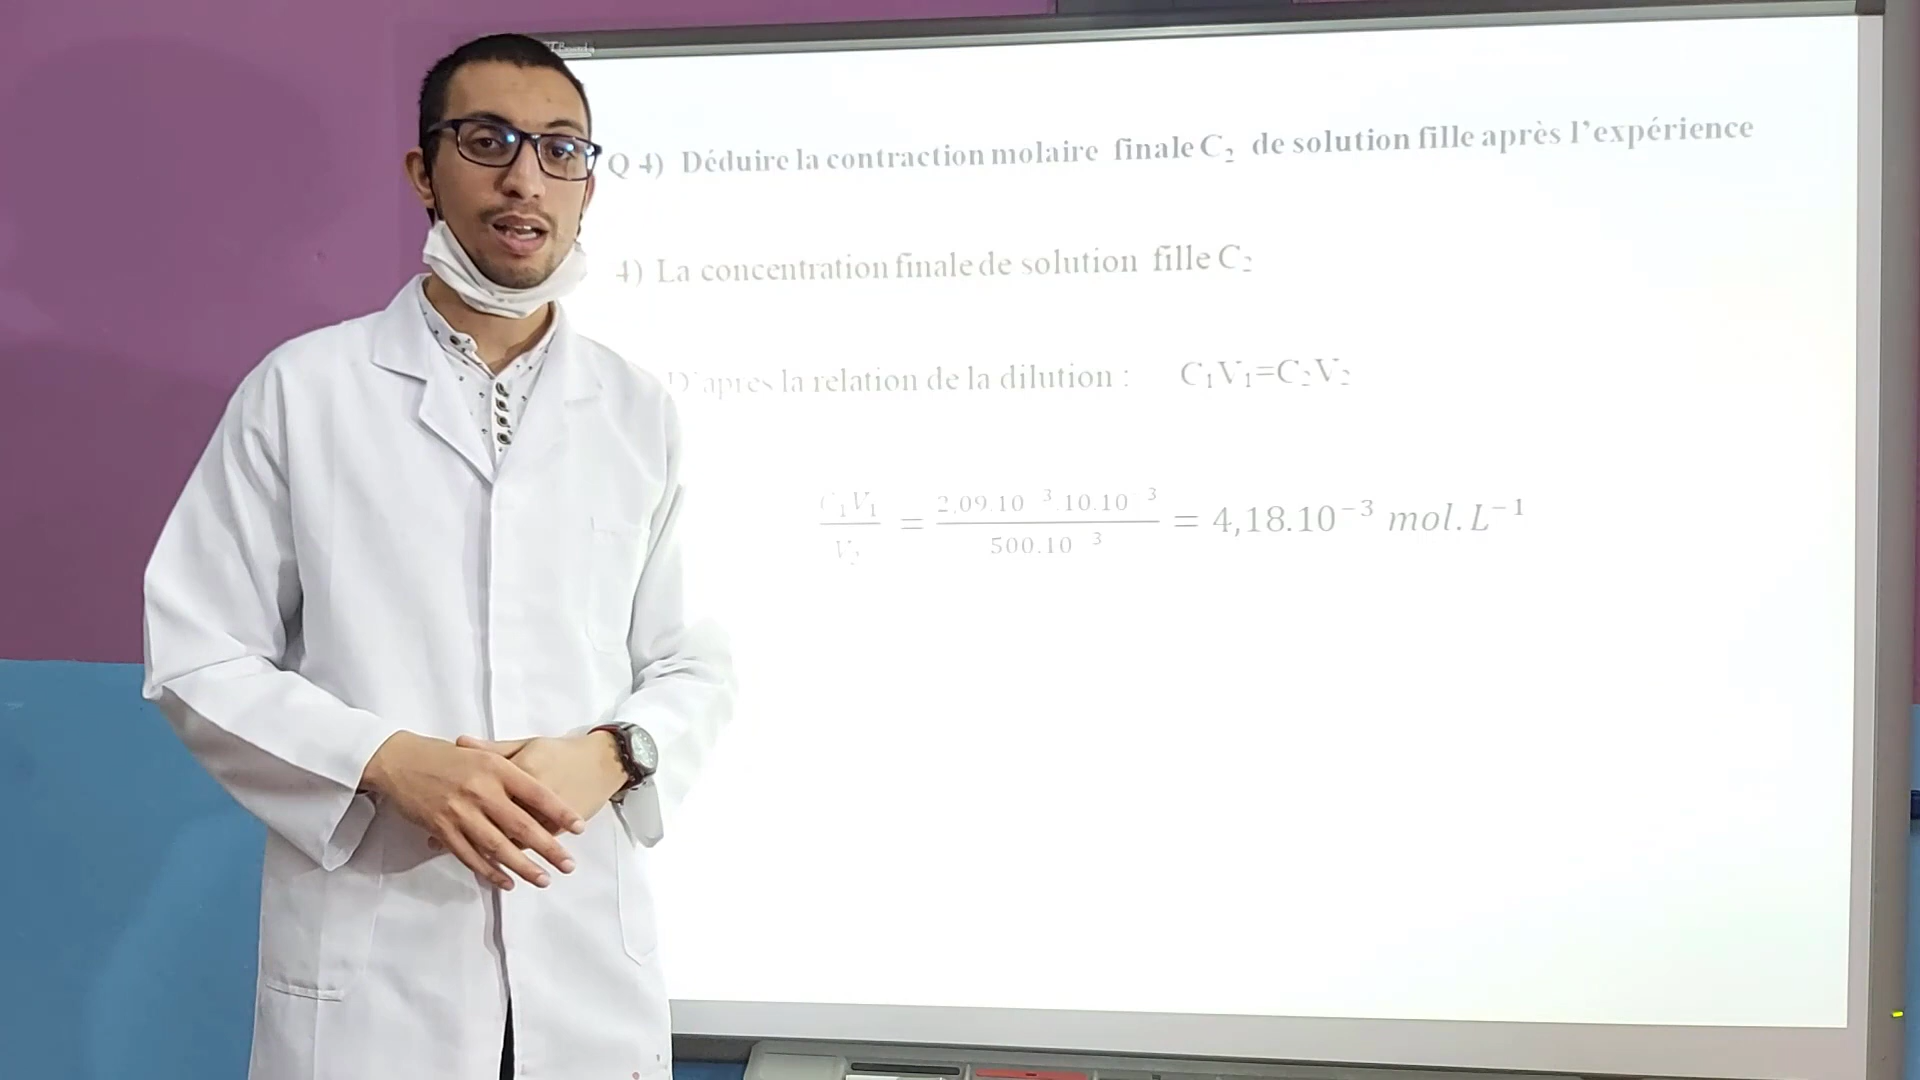 Q 4) Déduire la contraction molaire finale C₂ de solution fille après l’expérience
4) La concentration finale de solution fille C₂
D'après la relation de la dilution : C₁V₁=C₂V₂
C₁V₁
V₂
=
2,09.10⁻³.10.10⁻³
500.10⁻³
= 4,18.10⁻³ mol.L⁻¹